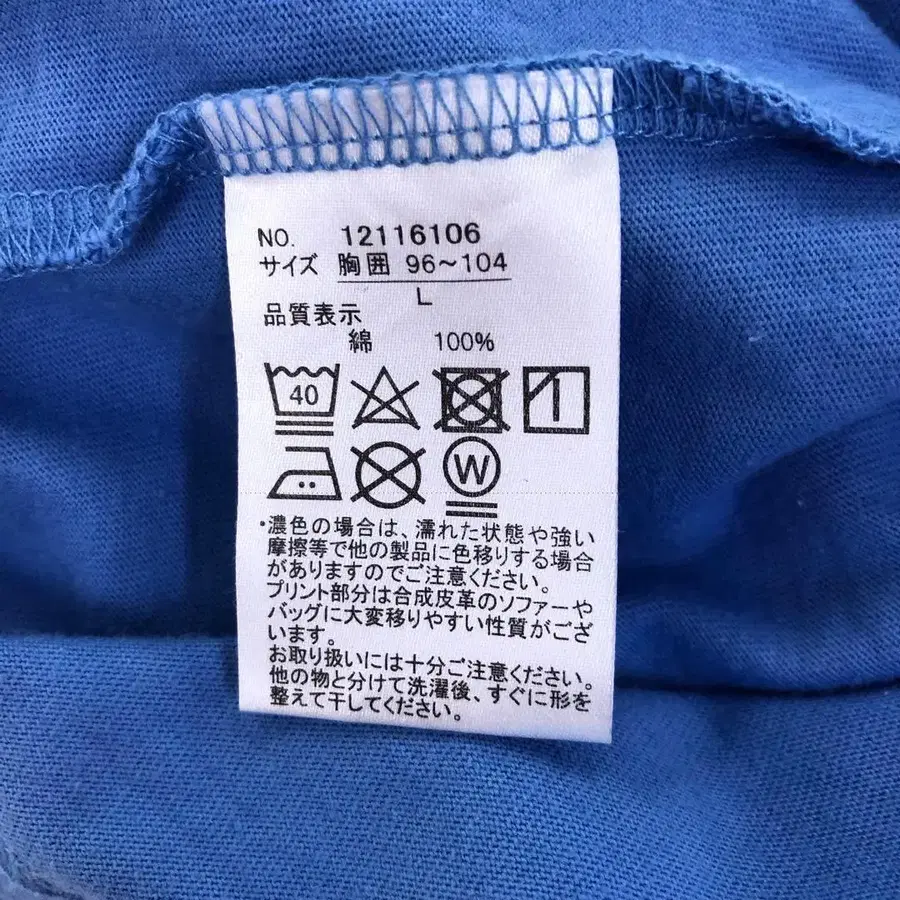 NO. 12116106
サイズ 胸囲 96～104
L
品質表示
綿 100%
40
W
・濃色の場合は、濡れた状態や強い
摩擦等で他の製品に色移りする場合
がありますのでご注意ください。
プリント部分は合成皮革のソファーや
バッグに大変移りやすい性質がござ
います。
お取り扱いには十分ご注意ください。
他の物と分けて洗濯後、すぐに形を
整えて干してください。